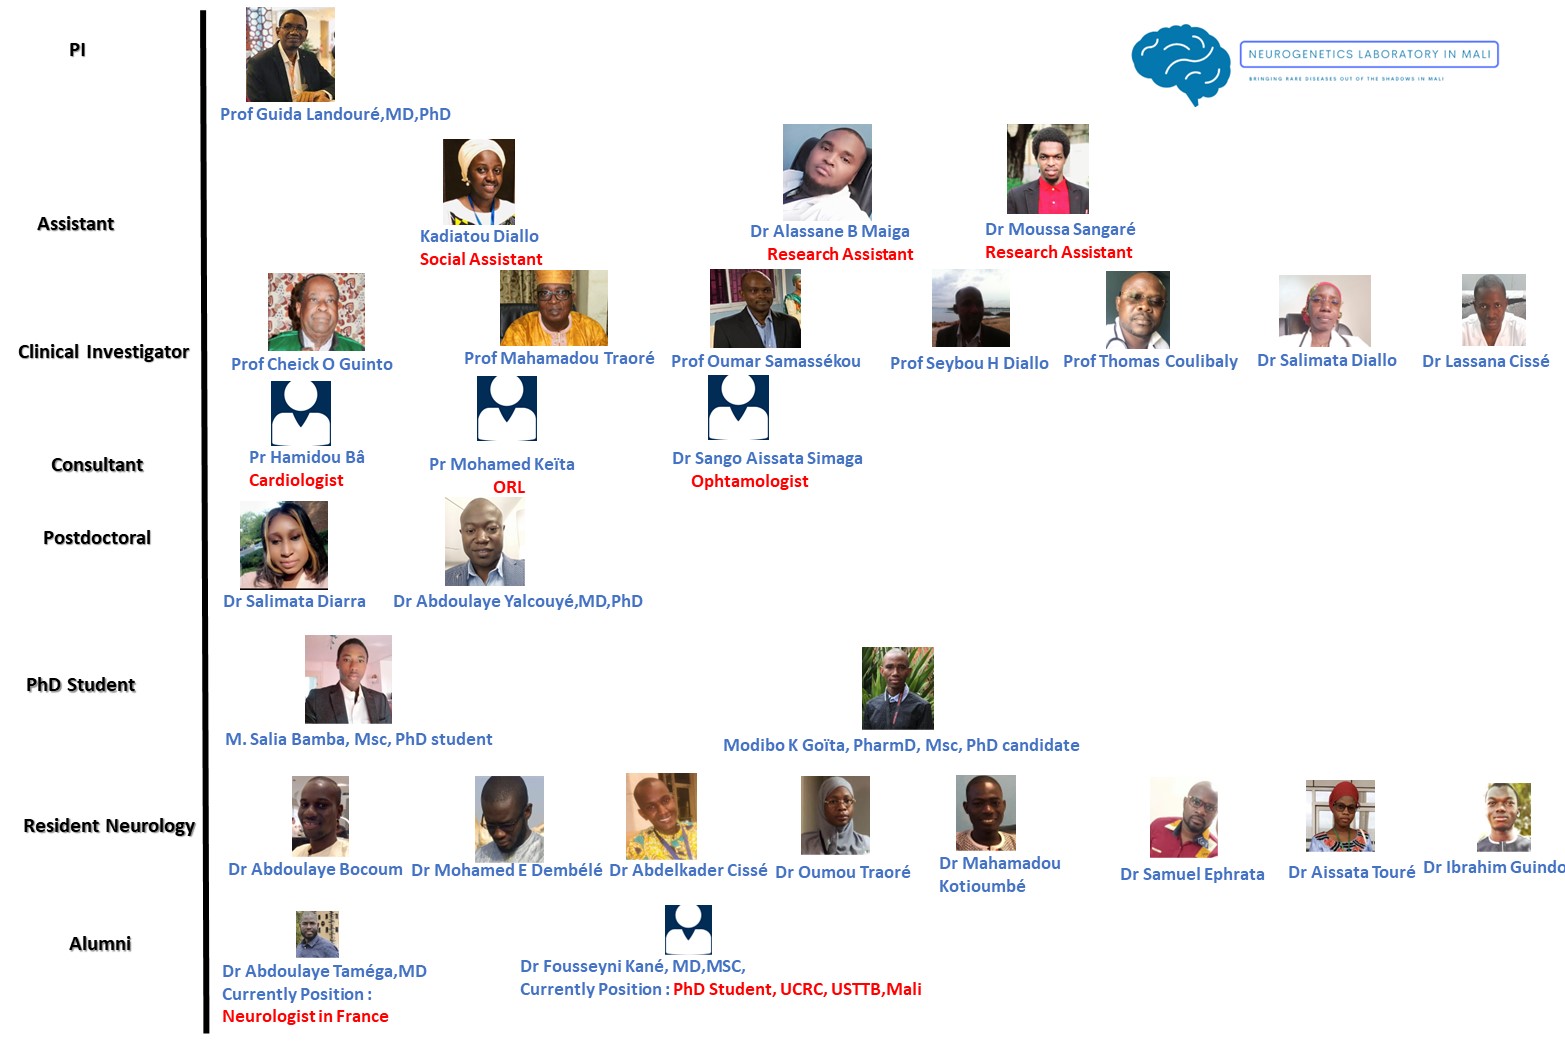 PI
Prof Guida Landouré,MD,PhD
NEUROGENETICS LABORATORY IN MALI
BRINGING RARE DISEASES OUT OF THE SHADOWS IN MALI
Assistant
Kadiatou Diallo
Social Assistant
Dr Alassane B Maiga
Research Assistant
Dr Moussa Sangaré
Research Assistant
Clinical Investigator
Prof Cheick O Guinto
Prof Mahamadou Traoré
Prof Oumar Samassékou
Prof Seybou H Diallo
Prof Thomas Coulibaly
Dr Salimata Diallo
Dr Lassana Cissé
Consultant
Pr Hamidou Bâ
Cardiologist
Pr Mohamed Keïta
ORL
Dr Sango Aissata Simaga
Ophtamologist
Postdoctoral
Dr Salimata Diarra
Dr Abdoulaye Yalcouyé,MD,PhD
PhD Student
M. Salia Bamba, Msc, PhD student
Modibo K Goïta, PharmD, Msc, PhD candidate
Resident Neurology
Dr Abdoulaye Bocoum
Dr Mohamed E Dembélé
Dr Abdelkader Cissé
Dr Oumou Traoré
Dr Mahamadou
Kotioumbé
Dr Samuel Ephrata
Dr Aissata Touré
Dr Ibrahim Guindo
Alumni
Dr Abdoulaye Taméga,MD
Currently Position :
Neurologist in France
Dr Fousseyni Kané, MD,MSC,
Currently Position : PhD Student, UCRC, USTTB,Mali